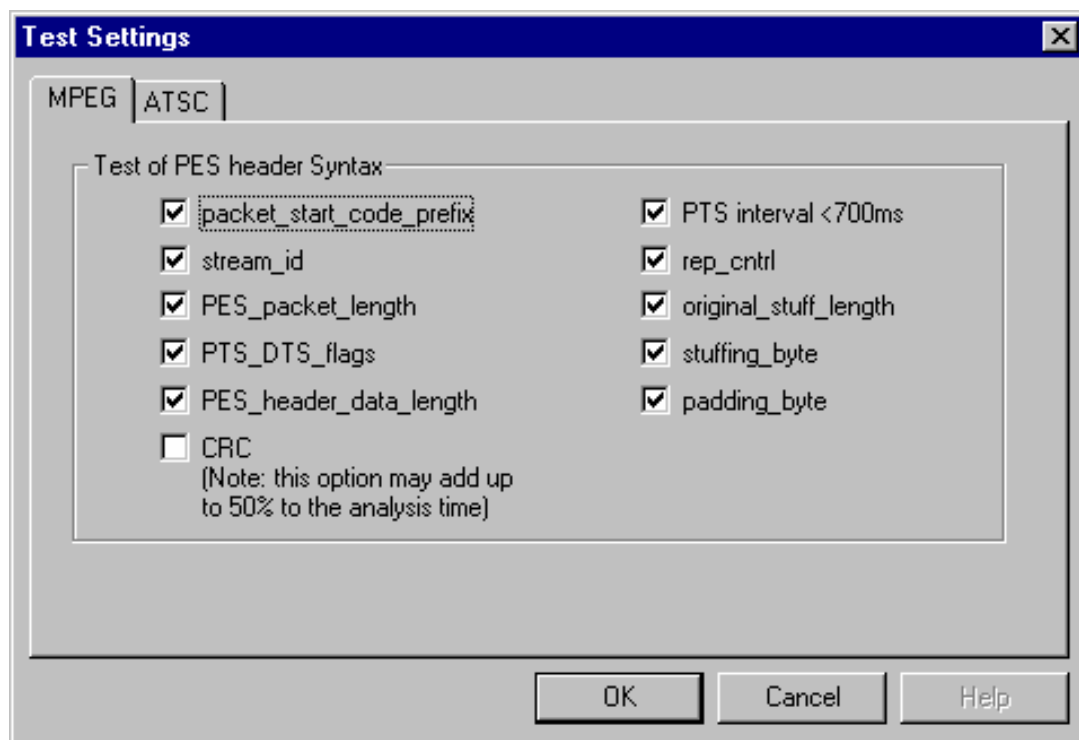 Test Settings
MPEG
ATSC
Test of PES header Syntax
packet_start_code_prefix
stream_id
PES_packet_length
PTS_DTS_flags
PES_header_data_length
CRC
(Note: this option may add up
to 50% to the analysis time)
PTS interval <700ms
rep_cntrl
original_stuff_length
stuffing_byte
padding_byte
OK
Cancel
Help